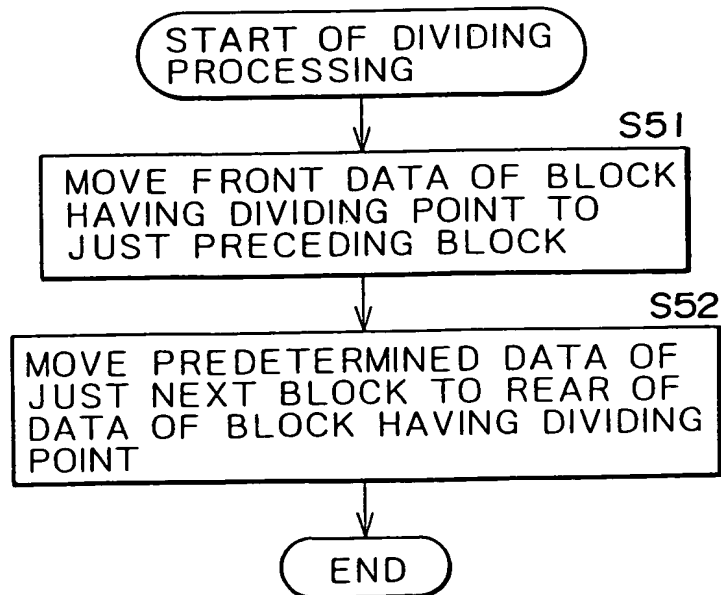 START OF DIVIDING
PROCESSING
S51
MOVE FRONT DATA OF BLOCK
HAVING DIVIDING POINT TO
JUST PRECEDING BLOCK
S52
MOVE PREDETERMINED DATA OF
JUST NEXT BLOCK TO REAR OF
DATA OF BLOCK HAVING DIVIDING
POINT
END